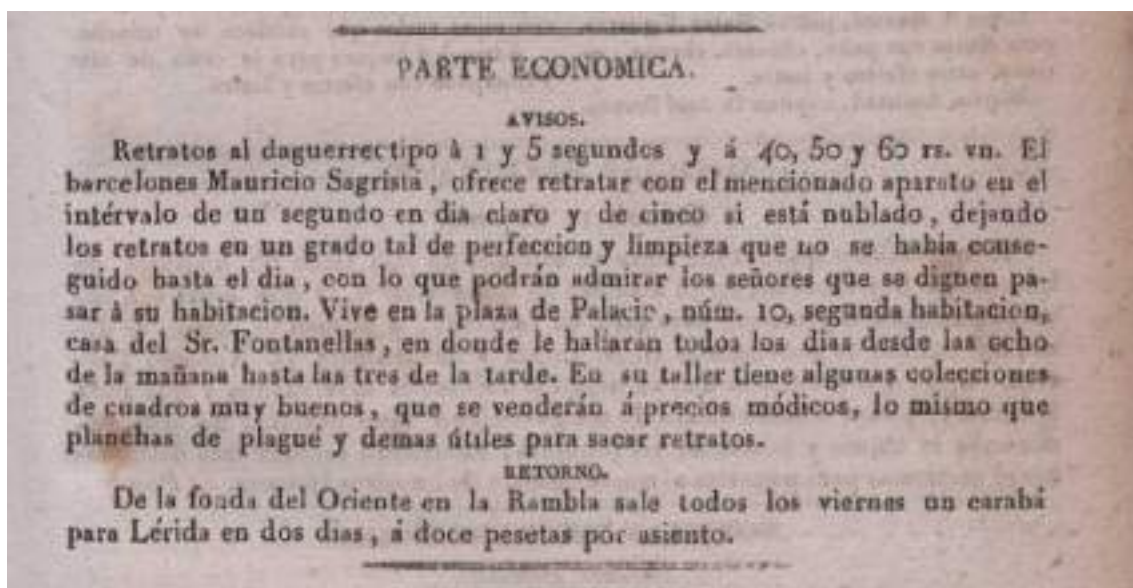 PARTE ECONOMICA.
AVISOS.
Retratos al daguerrectipo à 1 y 5 segundos y á 40, 50 y 60 rs. vn. El
barcelones Mauricio Sagristá, ofrece retratar con el mencionado aparato en el
intérvalo de un segundo en dia claro y de cinco si está nublado, dejando
los retratos en un grado tal de perfeccion y limpieza que no se habia conse-
guido hasta el dia, con lo que podrán admirar los señores que se dignen pa-
sar à su habitacion. Vive en la plaza de Palacio, núm. 10, segunda habitacion,
casa del Sr. Fontanellas, en donde le hallaran todos los dias desde las ocho
de la mañana hasta las tres de la tarde. En su taller tiene algunas colecciones
de cuadros muy buenos, que se venderán á precios módicos, lo mismo que
planchas de plagué y demas útiles para sacar retratos.
RETORNO.
De la fonda del Oriente en la Rambla sale todos los viernes un carabá
para Lérida en dos dias, á doce pesetas por asiento.